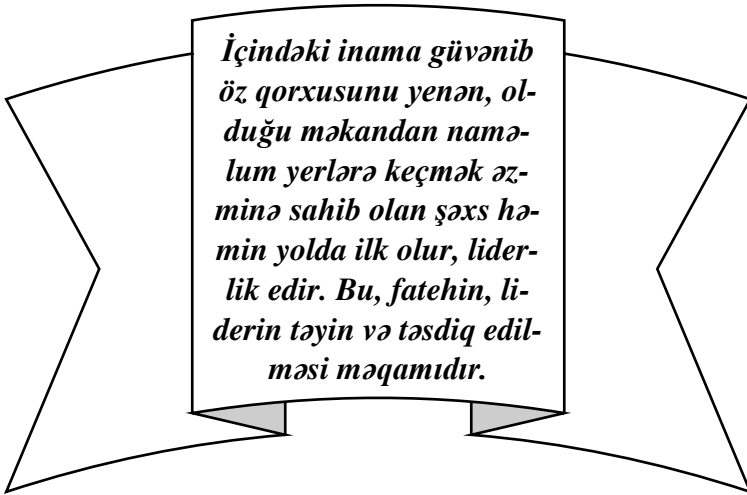 İçindəki inama güvənib
öz qorxusunu yenən, ol-
duğu məkandan namə-
lum yerlərə keçmək əz-
minə sahib olan şəxs hə-
min yolda ilk olur, lider-
lik edir. Bu, fatehin, li-
derin təyin və təsdiq edil-
məsi məqamıdır.